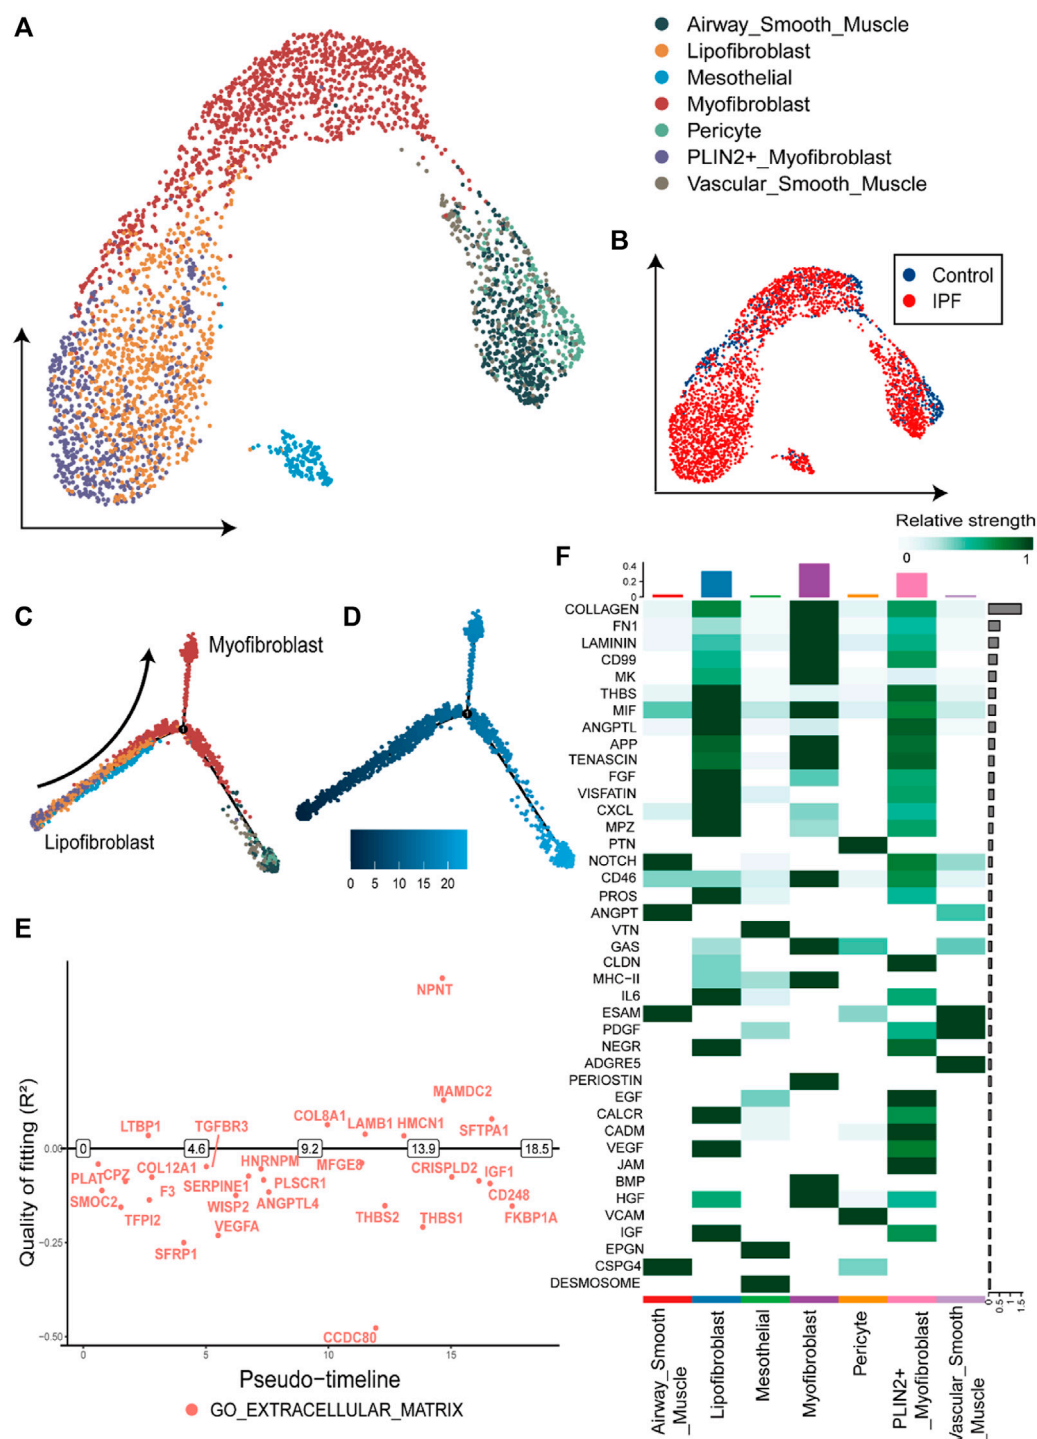 A
Airway_Smooth_Muscle
Lipofibroblast
Mesothelial
Myofibroblast
Pericyte
PLIN2+_Myofibroblast
Vascular_Smooth_Muscle
B
Control
IPF
C
Myofibroblast
1
Lipofibroblast
D
1
0 5 10 15 20
E
Quality of fitting (R²)
0.00
−0.25
−0.50
0 4.6 9.2 13.9 18.5
NPNT
MAMDC2
COL8A1
LAMB1
HMCN1
SFTPA1
LTBP1
TGFBR3
PLAT
CPZ
COL12A1
HNRNPM
MFGE8
CRISPLD2
IGF1
SMOC2
F3
SERPINE1
PLSCR1
CD248
TFPI2
WISP2
ANGPTL4
THBS2
THBS1
FKBP1A
VEGFA
SFRP1
CCDC80
0 5 10 15
Pseudo−timeline
GO_EXTRACELLULAR_MATRIX
F
Relative strength
0 1
0.4
0.2
0
COLLAGEN
FN1
LAMININ
CD99
MK
THBS
MIF
ANGPTL
APP
TENASCIN
FGF
VISFATIN
CXCL
MPZ
PTN
NOTCH
CD46
PROS
ANGPT
VTN
GAS
CLDN
MHC−II
IL6
ESAM
PDGF
NEGR
ADGRE5
PERIOSTIN
EGF
CALCR
CADM
VEGF
JAM
BMP
HGF
VCAM
IGF
EPGN
CSPG4
DESMOSOME
0 0.5 1 1.5
Airway_Smooth
_Muscle
Lipofibroblast
Mesothelial
Myofibroblast
Pericyte
PLIN2+
_Myofibroblast
Vascular_Smooth
_Muscle